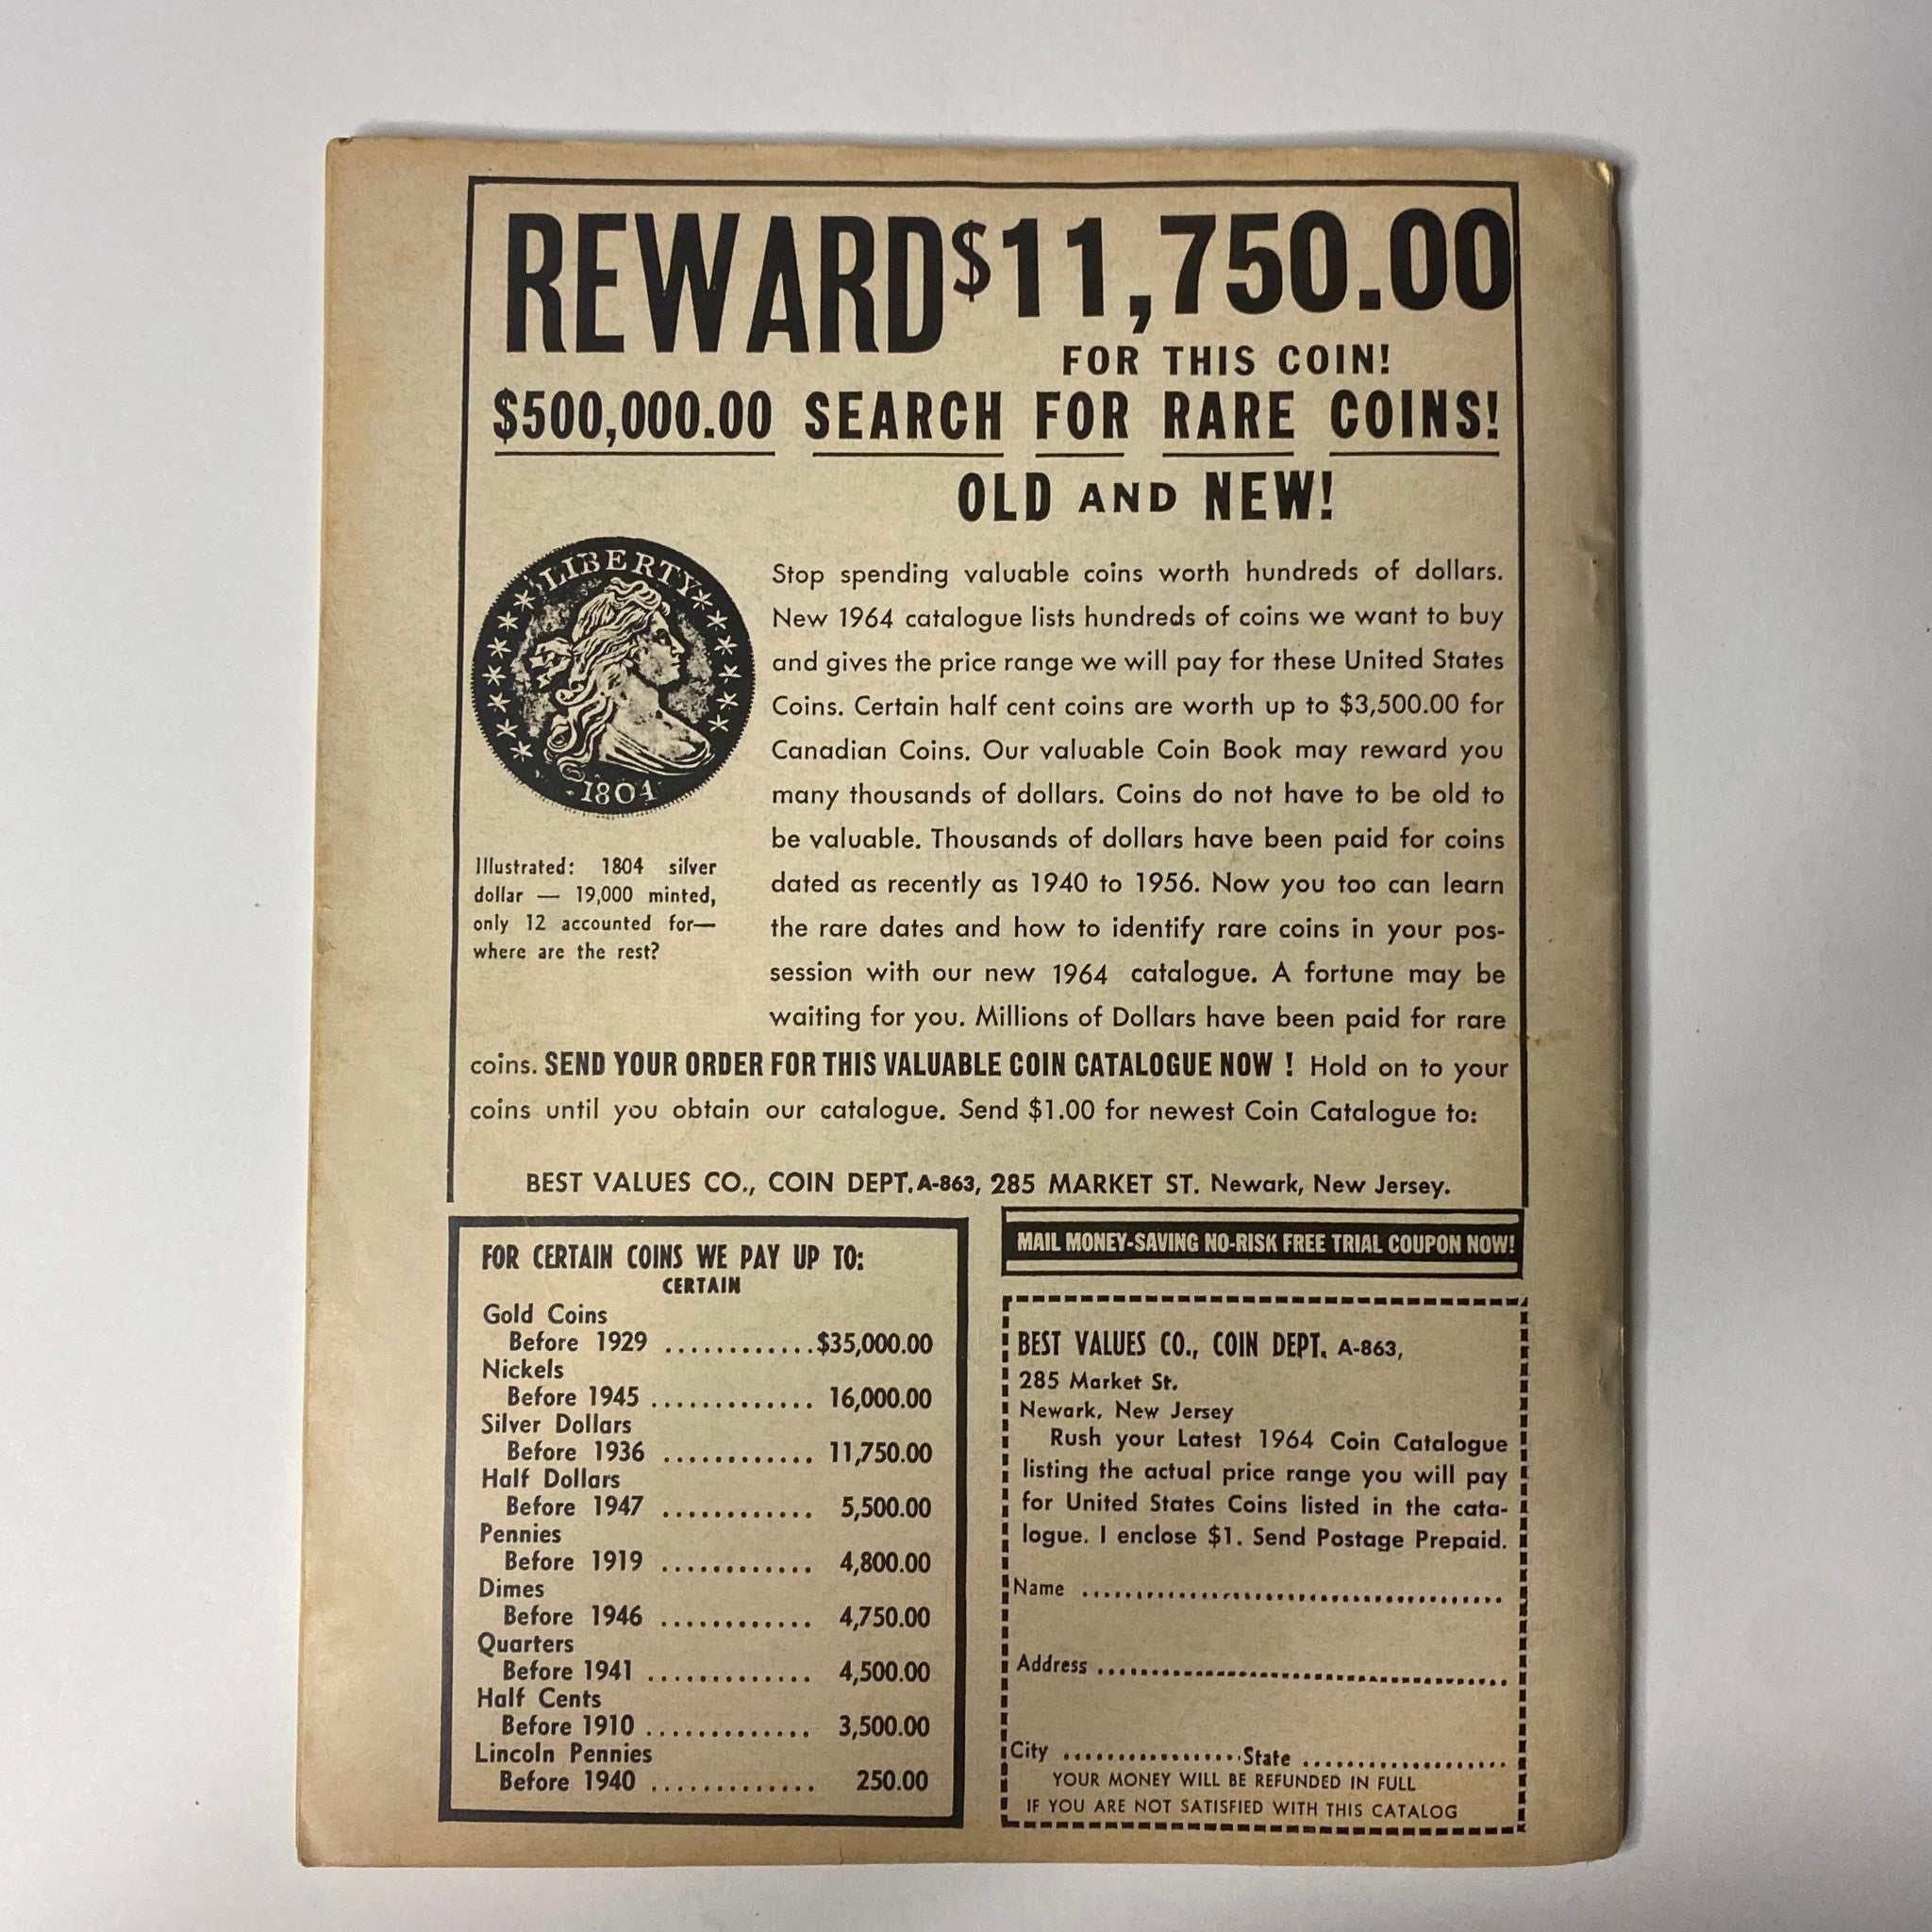 REWARD $11,750.00
FOR THIS COIN!
$500,000.00 SEARCH FOR RARE COINS!
OLD AND NEW!
LIBERTY
1804
Illustrated: 1804 silver
dollar — 19,000 minted,
only 12 accounted for—
where are the rest?
Stop spending valuable coins worth hundreds of dollars.
New 1964 catalogue lists hundreds of coins we want to buy
and gives the price range we will pay for these United States
Coins. Certain half cent coins are worth up to $3,500.00 for
Canadian Coins. Our valuable Coin Book may reward you
many thousands of dollars. Coins do not have to be old to
be valuable. Thousands of dollars have been paid for coins
dated as recently as 1940 to 1956. Now you too can learn
the rare dates and how to identify rare coins in your pos-
session with our new 1964 catalogue. A fortune may be
waiting for you. Millions of Dollars have been paid for rare
coins. SEND YOUR ORDER FOR THIS VALUABLE COIN CATALOGUE NOW ! Hold on to your
coins until you obtain our catalogue. Send $1.00 for newest Coin Catalogue to:
BEST VALUES CO., COIN DEPT. A-863, 285 MARKET ST. Newark, New Jersey.
FOR CERTAIN COINS WE PAY UP TO:
CERTAIN
Gold Coins
Before 1929 ............ $35,000.00
Nickels
Before 1945 ............. 16,000.00
Silver Dollars
Before 1936 ............ 11,750.00
Half Dollars
Before 1947 ............ 5,500.00
Pennies
Before 1919 ............ 4,800.00
Dimes
Before 1946 ............ 4,750.00
Quarters
Before 1941 ............. 4,500.00
Half Cents
Before 1910 ............. 3,500.00
Lincoln Pennies
Before 1940 ............. 250.00
MAIL MONEY-SAVING NO-RISK FREE TRIAL COUPON NOW!
BEST VALUES CO., COIN DEPT. A-863,
285 Market St.
Newark, New Jersey
Rush your Latest 1964 Coin Catalogue
listing the actual price range you will pay
for United States Coins listed in the cata-
logue. I enclose $1. Send Postage Prepaid.
Name ........................................
Address ........................................
City .................. State ....................
YOUR MONEY WILL BE REFUNDED IN FULL
IF YOU ARE NOT SATISFIED WITH THIS CATALOG